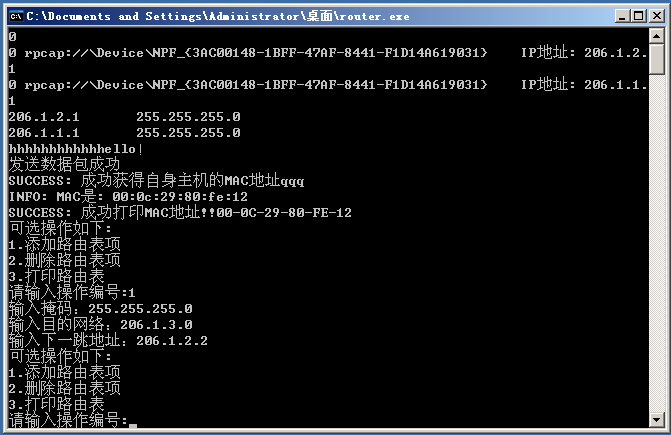 C:\Documents and Settings\Administrator\桌面\router.exe
0
0 rpcap://\Device\NPF_{3AC00148-1BFF-47AF-8441-F1D14A619031}    IP地址: 206.1.2.
1
0 rpcap://\Device\NPF_{3AC00148-1BFF-47AF-8441-F1D14A619031}    IP地址: 206.1.1.
1
206.1.2.1       255.255.255.0
206.1.1.1       255.255.255.0
hhhhhhhhhhhhello!
发送数据包成功
SUCCESS: 成功获得自身主机的MAC地址qqq
INFO: MAC是: 00:0c:29:80:fe:12
SUCCESS: 成功打印MAC地址!!00-0C-29-80-FE-12
可选操作如下:
1.添加路由表项
2.删除路由表项
3.打印路由表
请输入操作编号:1
输入掩码：255.255.255.0
输入目的网络：206.1.3.0
输入下一跳地址：206.1.2.2
可选操作如下:
1.添加路由表项
2.删除路由表项
3.打印路由表
请输入操作编号: